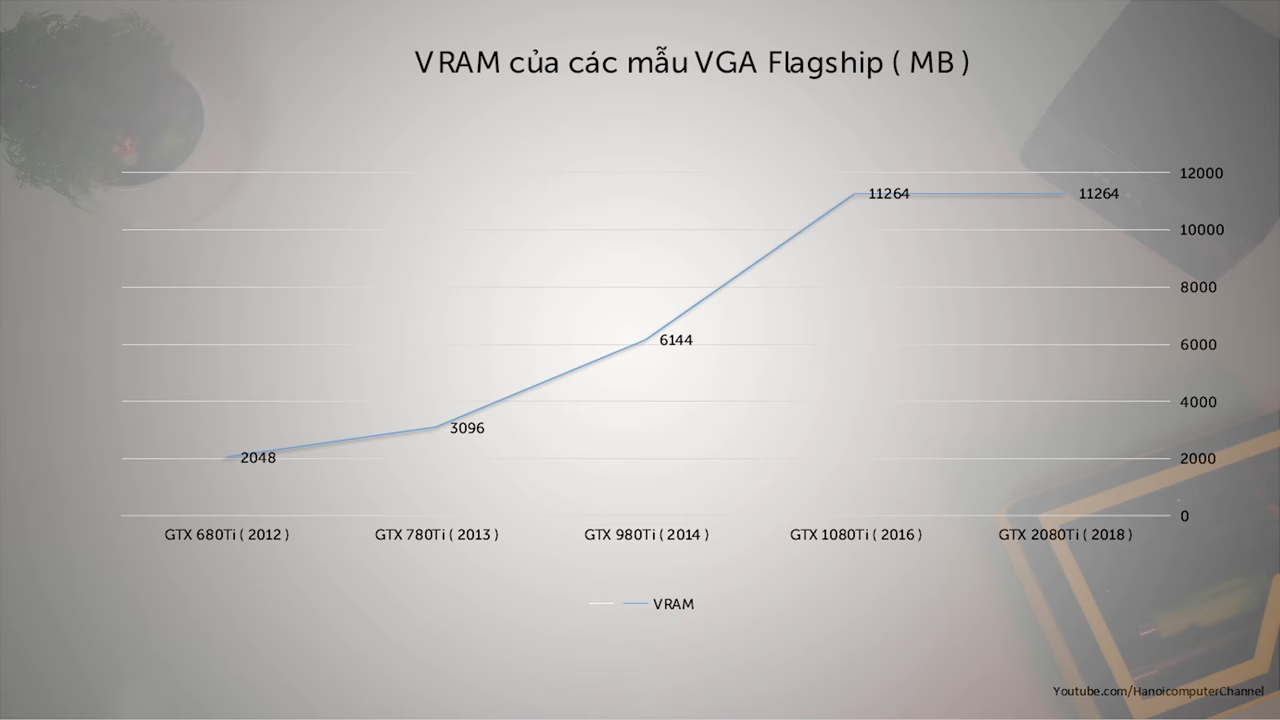 VRAM của các mẫu VGA Flagship ( MB )
12000
11264 11264
10000
8000
6144
6000
4000
3096
2048
2000
0
GTX 680Ti ( 2012 ) GTX 780Ti ( 2013 ) GTX 980Ti ( 2014 ) GTX 1080Ti ( 2016 ) GTX 2080Ti ( 2018 )
VRAM
Youtube.com/HanoicomputerChannel